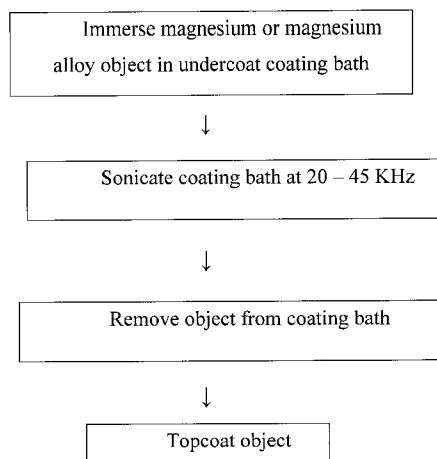 Immerse magnesium or magnesium
alloy object in undercoat coating bath
↓
Sonicate coating bath at 20 – 45 KHz
↓
Remove object from coating bath
↓
Topcoat object